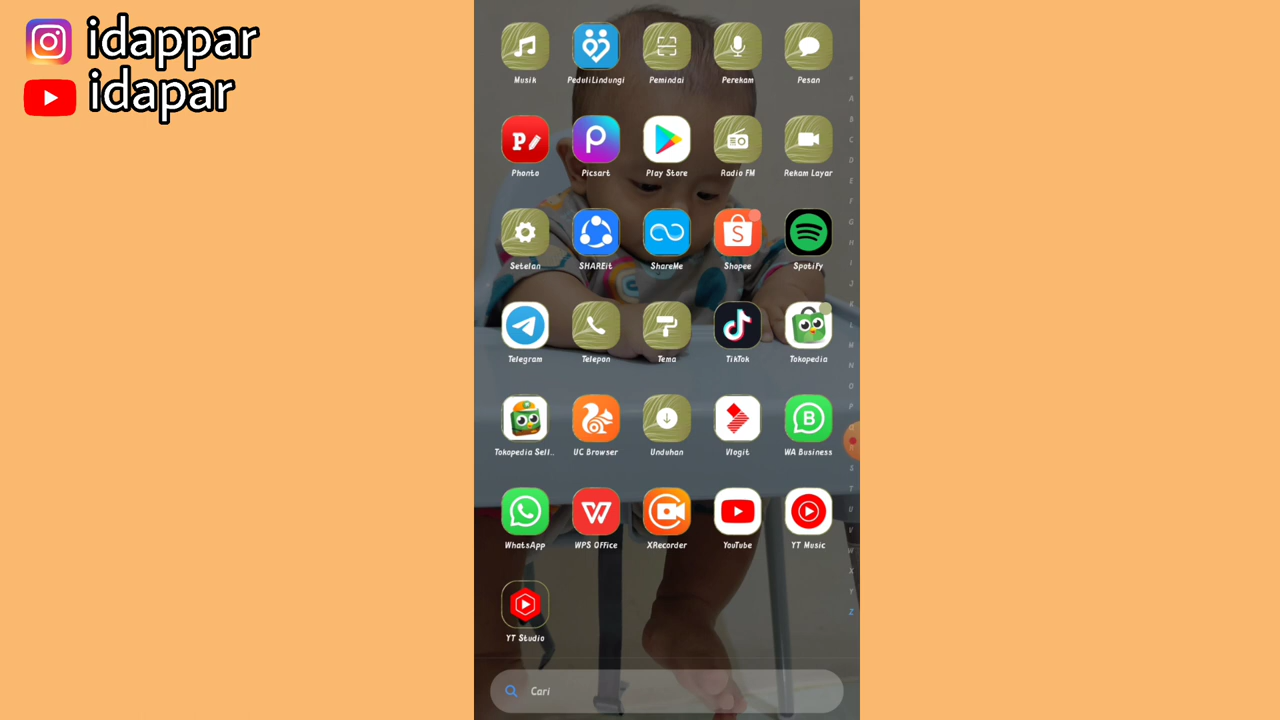 idappar
idapar
Musik PeduliLindungi Pemindai Perekam Pesan
Phonto Picsart Play Store Radio FM Rekam Layar
Setelan SHAREit ShareMe Shopee Spotify
Telegram Telepon Tema TikTok Tokopedia
Tokopedia Sell.. UC Browser Unduhan Vlogit WA Business
WhatsApp WPS Office XRecorder YouTube YT Music
YT Studio
Cari